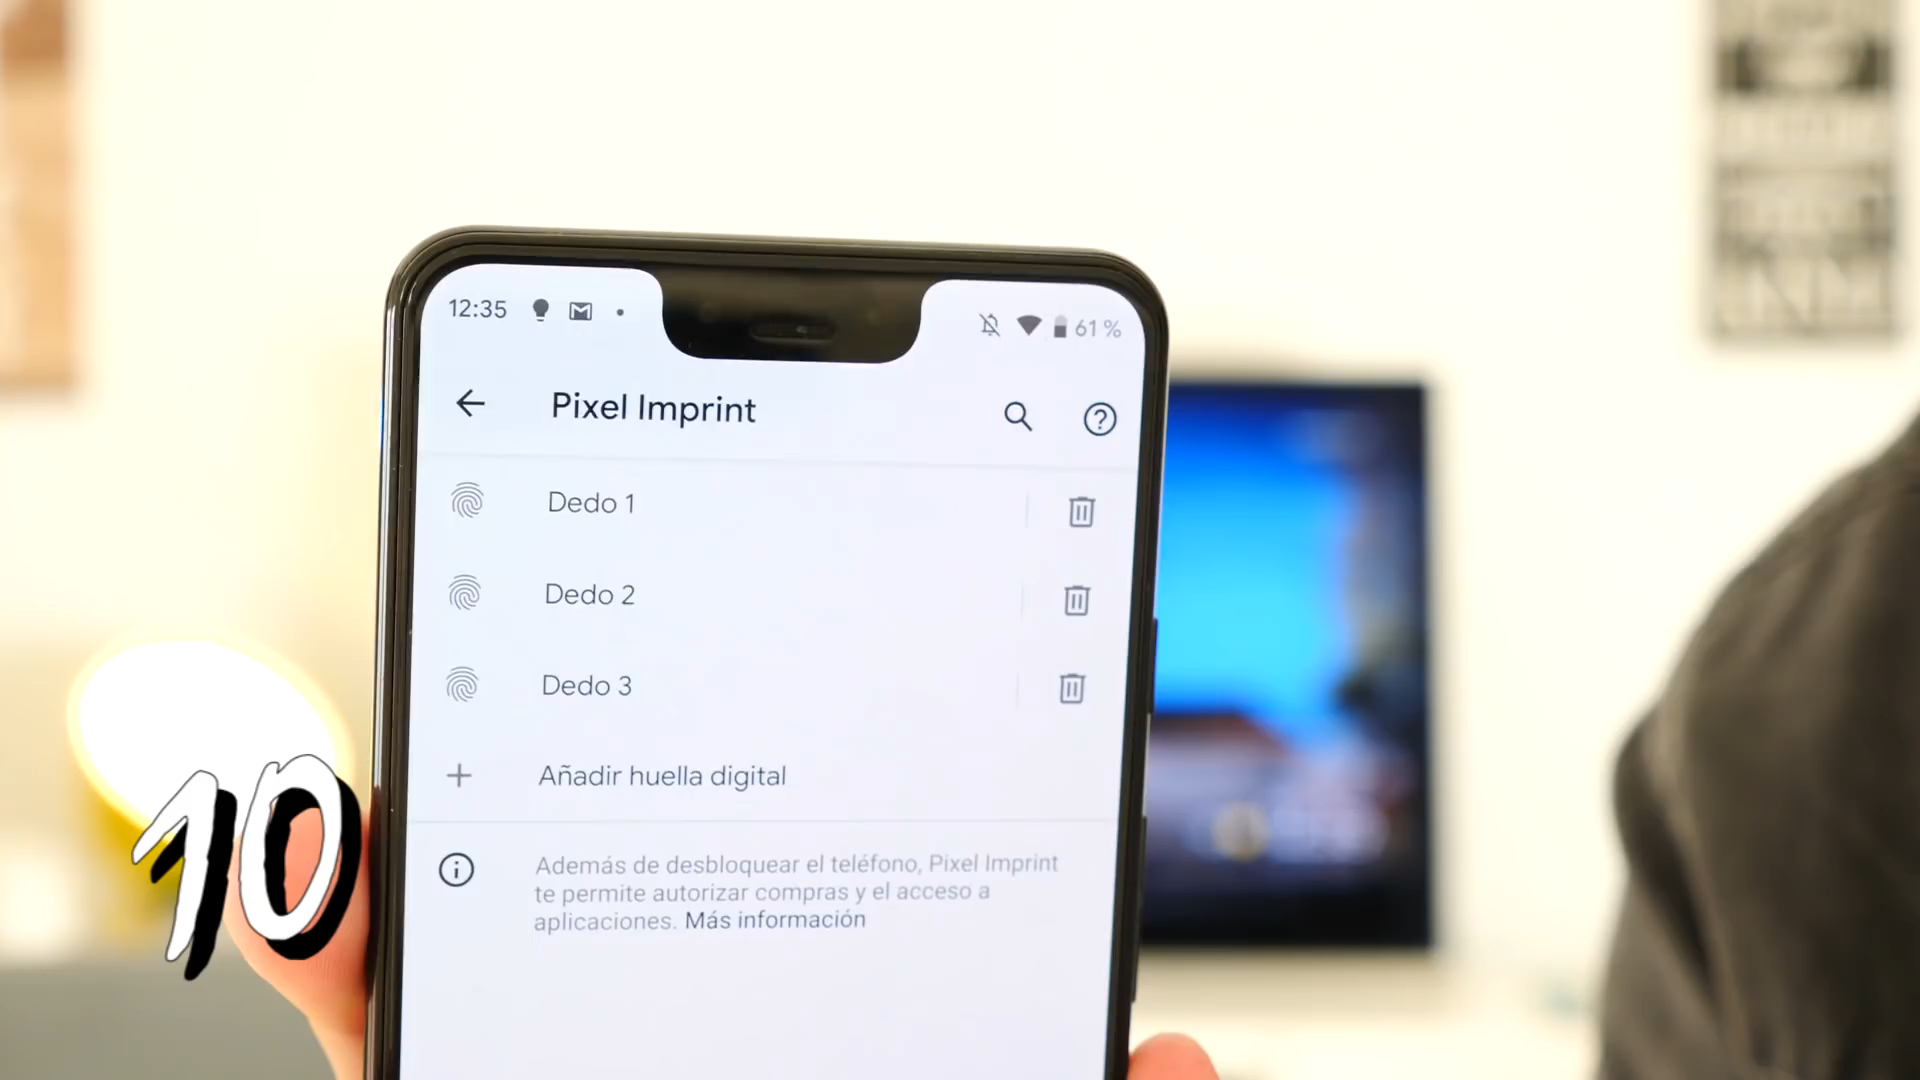 12:35
61 %
Pixel Imprint
Dedo 1
Dedo 2
Dedo 3
Añadir huella digital
Además de desbloquear el teléfono, Pixel Imprint
te permite autorizar compras y el acceso a
aplicaciones. Más información
10